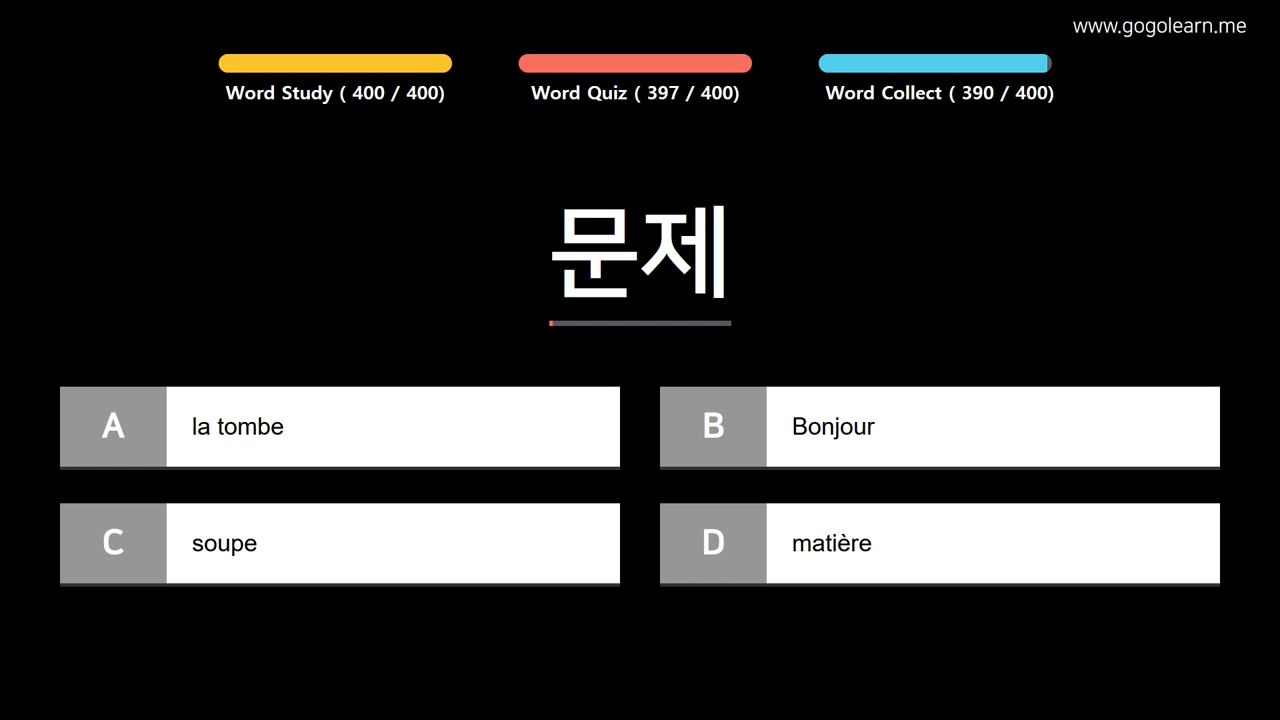 www.gogolearn.me
Word Study ( 400 / 400)
Word Quiz ( 397 / 400)
Word Collect ( 390 / 400)
문제
A
la tombe
B
Bonjour
C
soupe
D
matière